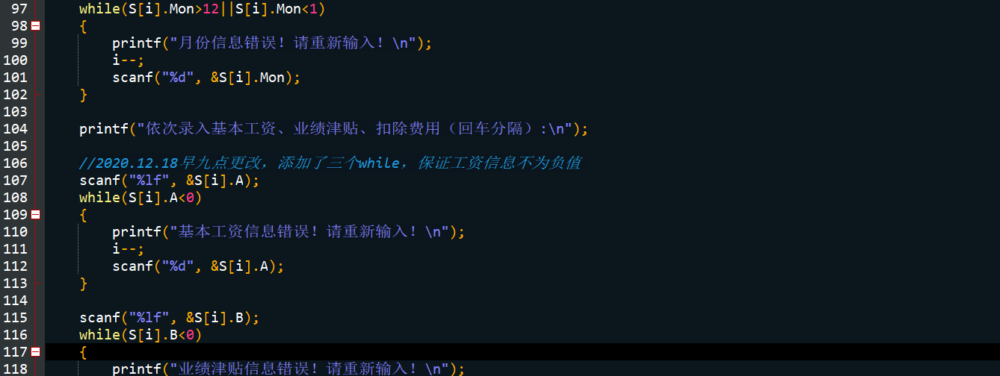 97 while(S[i].Mon>12||S[i].Mon<1)
98 {
99 printf("月份信息错误！请重新输入！\n");
100 i--;
101 scanf("%d", &S[i].Mon);
102 }
103
104 printf("依次录入基本工资、业绩津贴、扣除费用（回车分隔）:\n");
105
106 //2020.12.18早九点更改，添加了三个while，保证工资信息不为负值
107 scanf("%lf", &S[i].A);
108 while(S[i].A<0)
109 {
110 printf("基本工资信息错误！请重新输入！\n");
111 i--;
112 scanf("%d", &S[i].A);
113 }
114
115 scanf("%lf", &S[i].B);
116 while(S[i].B<0)
117 {
118 printf("业绩津贴信息错误！请重新输入！\n");